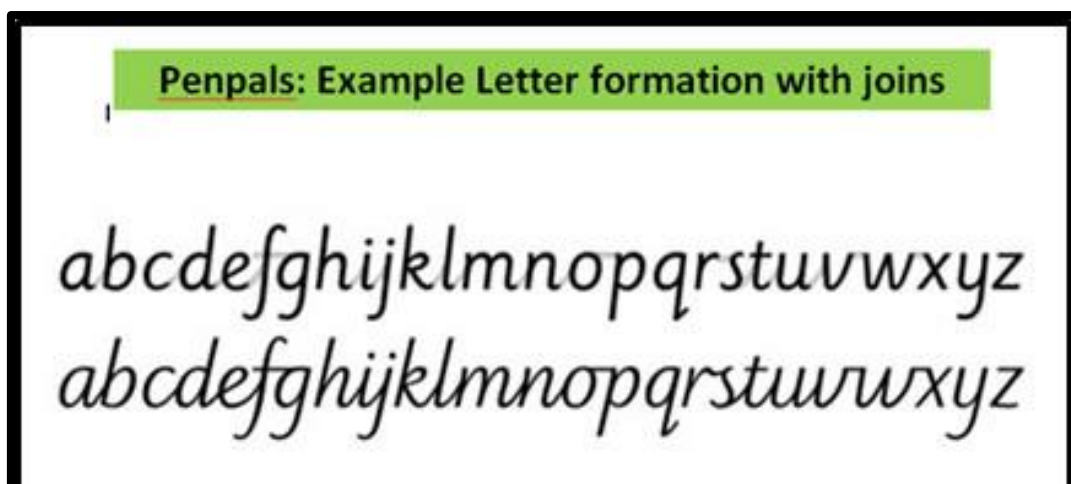 Penpals: Example Letter formation with joins
abcdefghijklmnopqrstuvwxyz
abcdefghijklmnopqrstuvwxyz